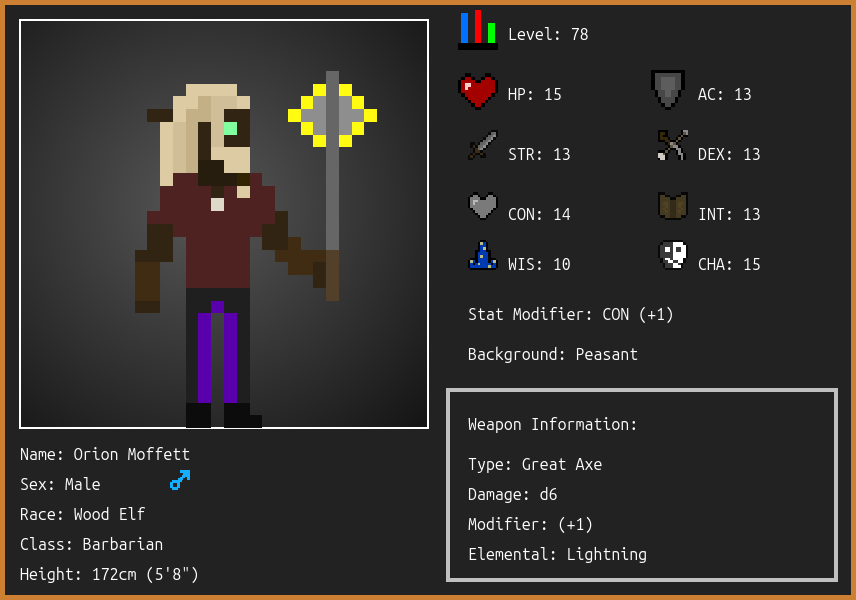 Level: 78
HP: 15
AC: 13
STR: 13
DEX: 13
CON: 14
INT: 13
WIS: 10
CHA: 15
Stat Modifier: CON (+1)
Background: Peasant
Weapon Information:
Type: Great Axe
Damage: d6
Modifier: (+1)
Elemental: Lightning
Name: Orion Moffett
Sex: Male
Race: Wood Elf
Class: Barbarian
Height: 172cm (5'8")